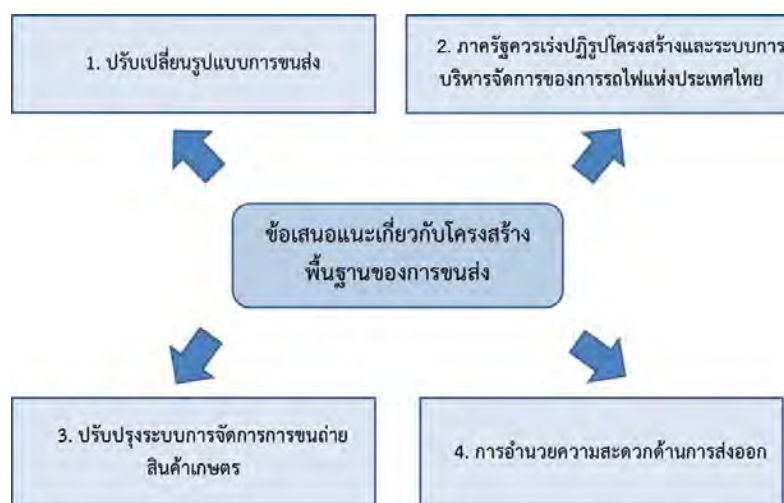 1. ปรับเปลี่ยนรูปแบบการขนส่ง
2. ภาครัฐควรเร่งปฏิรูปโครงสร้างและระบบการ
บริหารจัดการของการรถไฟแห่งประเทศไทย
ข้อเสนอแนะเกี่ยวกับโครงสร้าง
พื้นฐานของการขนส่ง
3. ปรับปรุงระบบการจัดการการขนถ่าย
สินค้าเกษตร
4. การอำนวยความสะดวกด้านการส่งออก